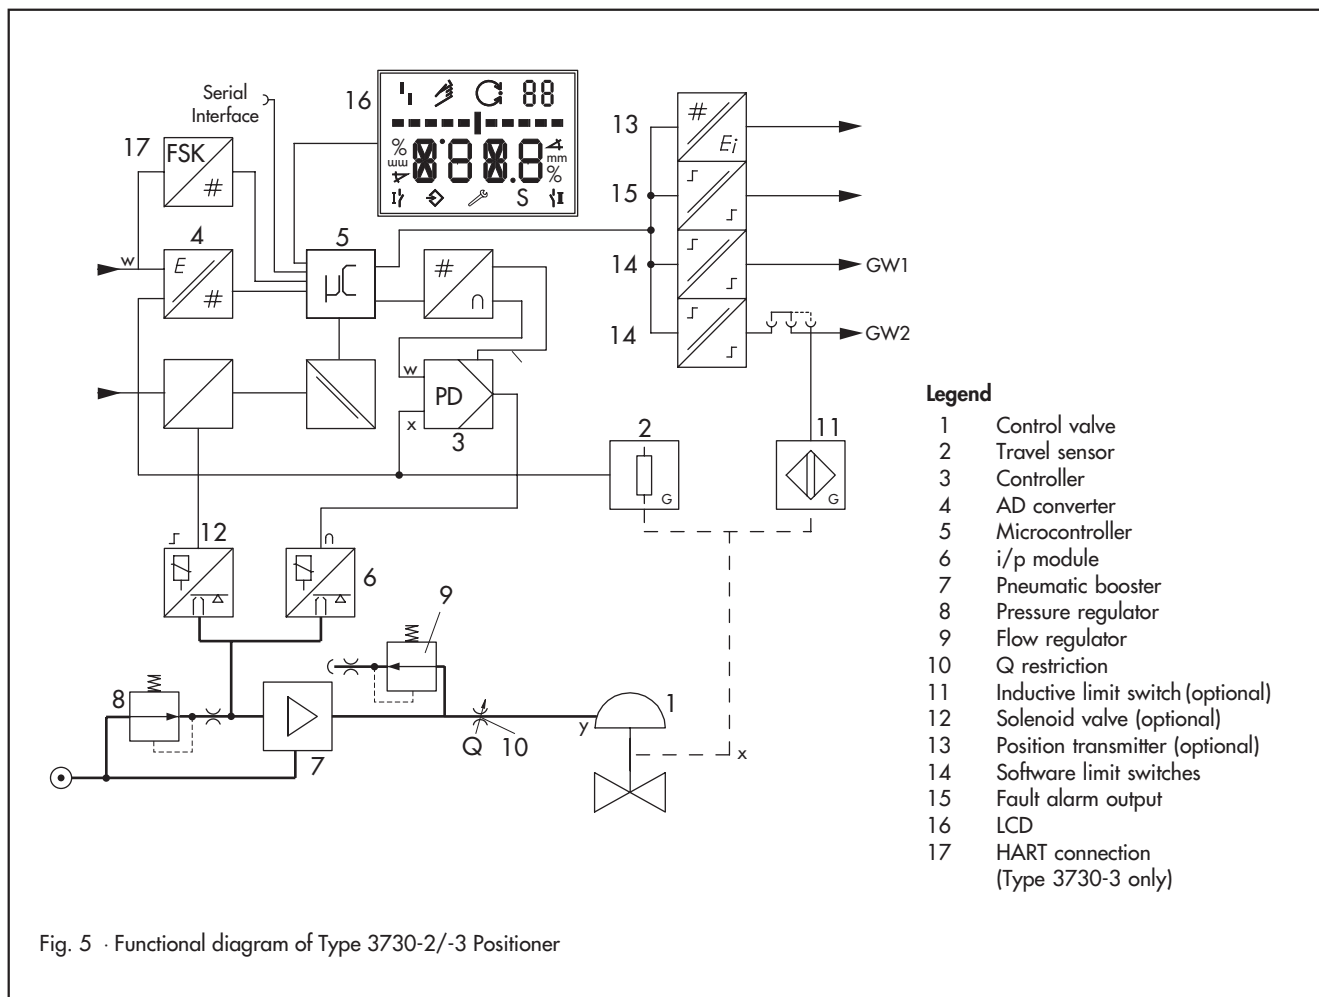 Serial
Interface
16
88
%
mm
8.8.8.8
mm
%
S
17
FSK
#
w
4
E
#
5
µC
#
∩
13
#
Ei
15
14
GW1
14
GW2
w
PD
x
3
2
G
11
G
12
∩
6
9
8
7
Q
10
y
1
x
Legend
1 Control valve
2 Travel sensor
3 Controller
4 AD converter
5 Microcontroller
6 i/p module
7 Pneumatic booster
8 Pressure regulator
9 Flow regulator
10 Q restriction
11 Inductive limit switch (optional)
12 Solenoid valve (optional)
13 Position transmitter (optional)
14 Software limit switches
15 Fault alarm output
16 LCD
17 HART connection
(Type 3730-3 only)
Fig. 5 · Functional diagram of Type 3730-2/-3 Positioner